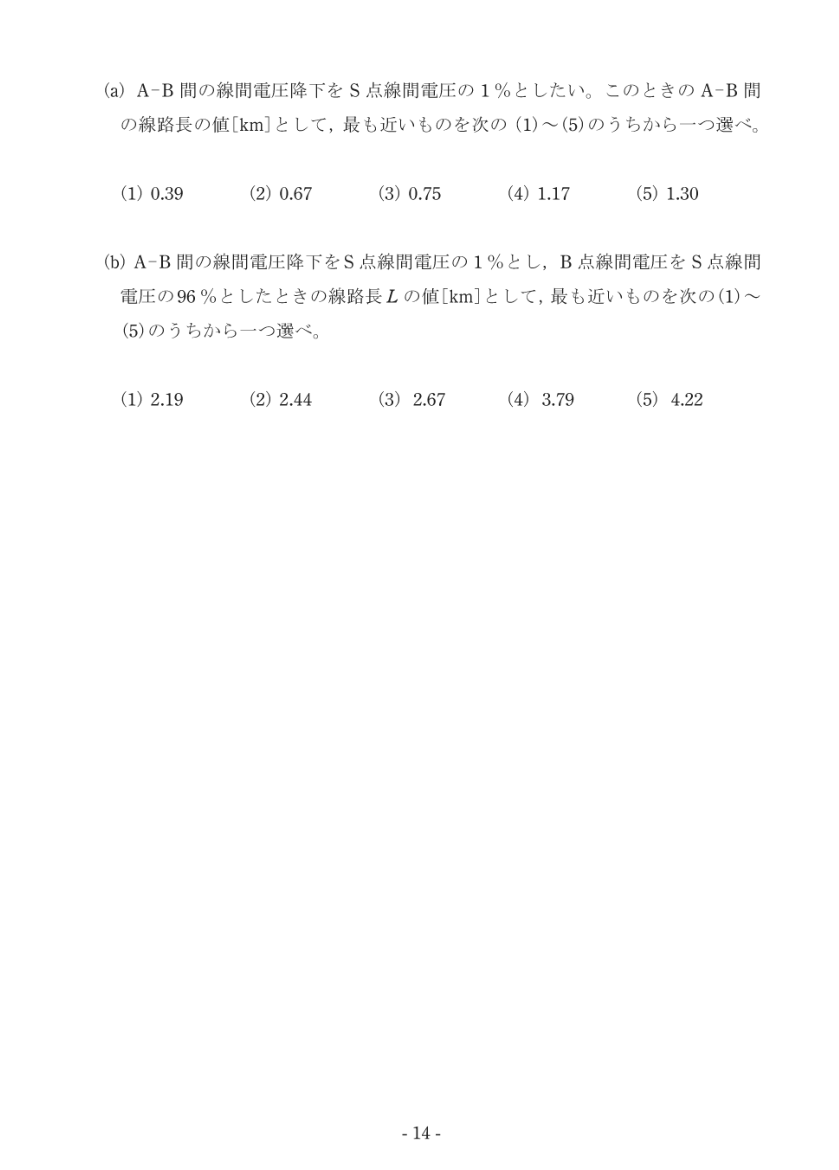 (a) A-B 間の線間電圧降下を S 点線間電圧の 1 %としたい。このときの A-B 間
の線路長の値[km]として，最も近いものを次の (1)～(5)のうちから一つ選べ。
(1) 0.39 (2) 0.67 (3) 0.75 (4) 1.17 (5) 1.30
(b) A-B 間の線間電圧降下を S 点線間電圧の 1 %とし，B 点線間電圧を S 点線間
電圧の 96 %としたときの線路長 L の値[km]として，最も近いものを次の(1)～
(5)のうちから一つ選べ。
(1) 2.19 (2) 2.44 (3) 2.67 (4) 3.79 (5) 4.22
- 14 -